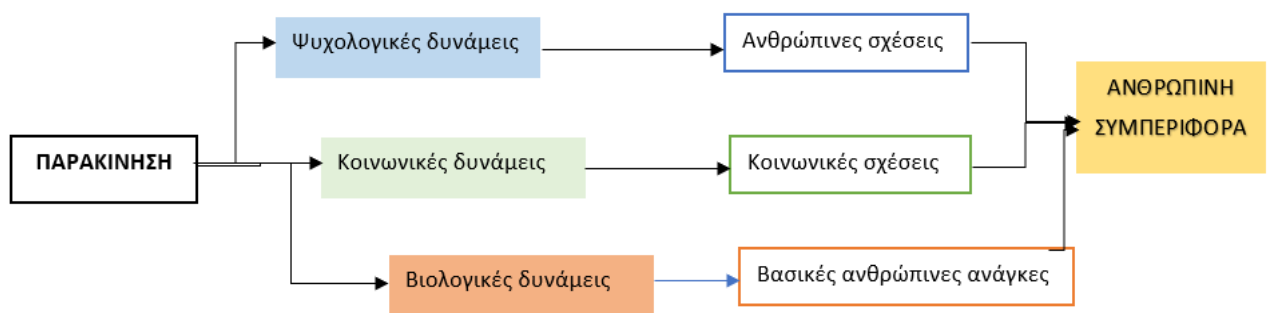 Ψυχολογικές δυνάμεις
Ανθρώπινες σχέσεις
ΑΝΘΡΩΠΙΝΗ
ΣΥΜΠΕΡΙΦΟΡΑ
ΠΑΡΑΚΙΝΗΣΗ
Κοινωνικές δυνάμεις
Κοινωνικές σχέσεις
Βιολογικές δυνάμεις
Βασικές ανθρώπινες ανάγκες